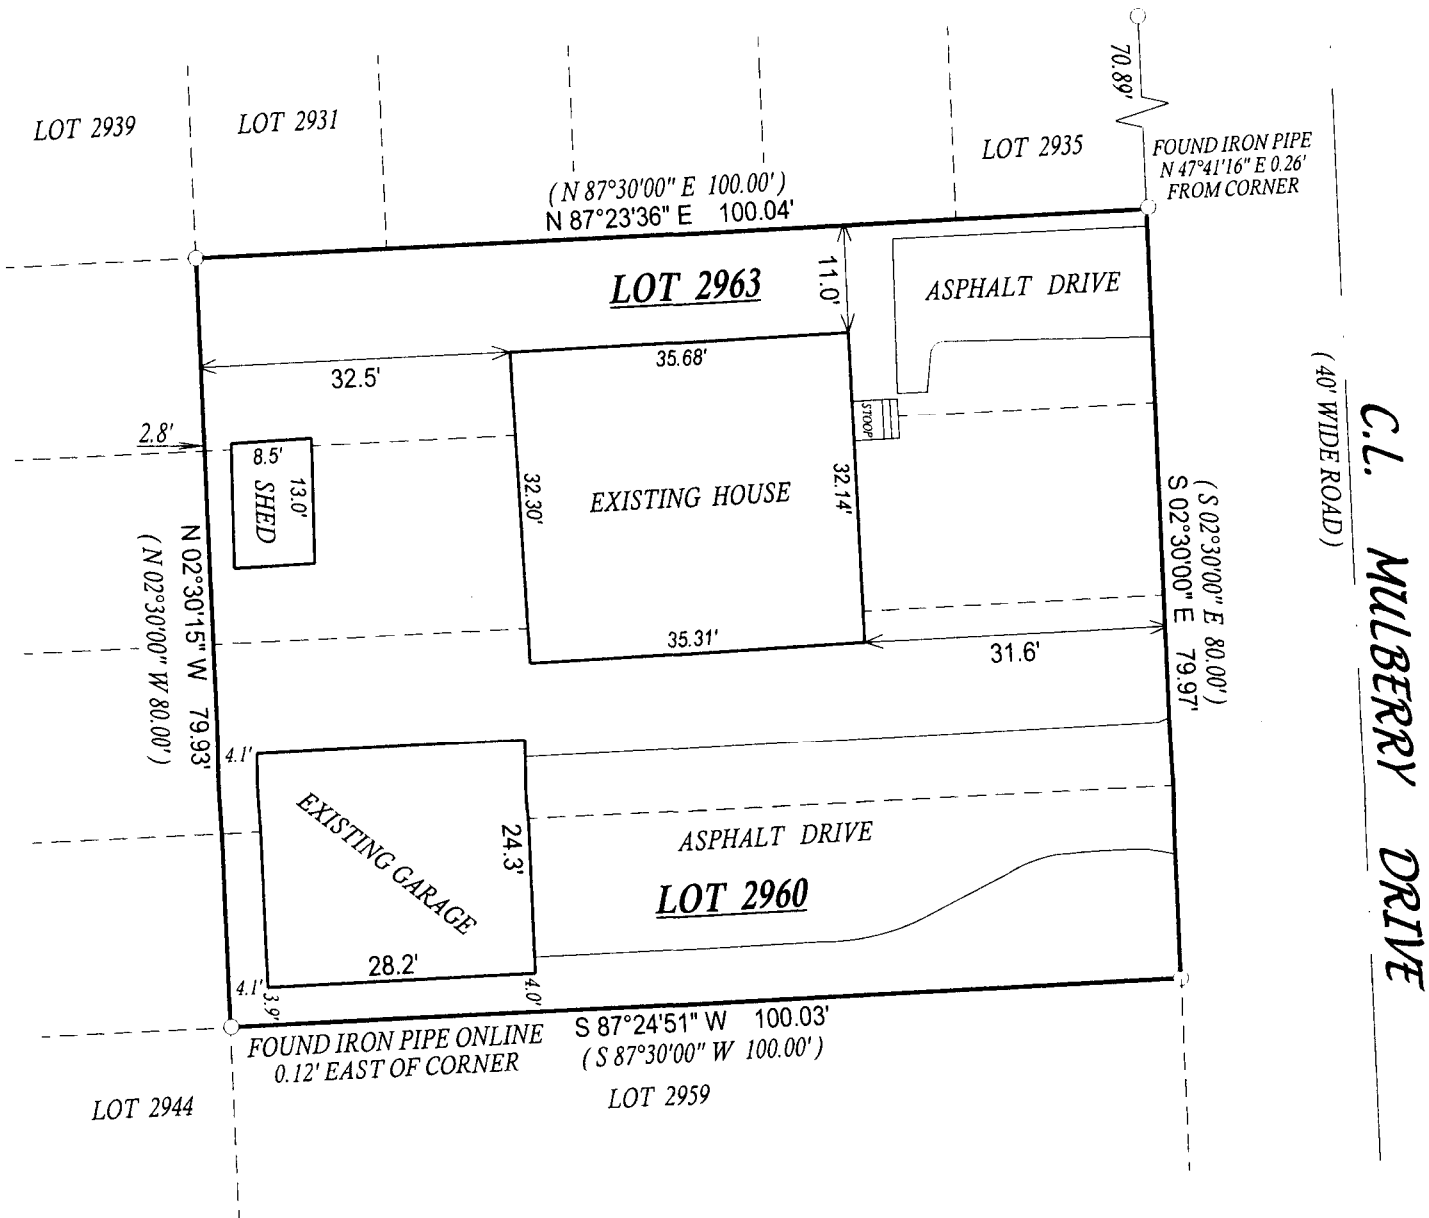 70.89'
LOT 2939
LOT 2931
LOT 2935
FOUND IRON PIPE
N 47°41'16" E 0.26'
FROM CORNER
( N 87°30'00" E 100.00' )
N 87°23'36" E 100.04'
LOT 2963
11.0'
ASPHALT DRIVE
32.5'
35.68'
( 40' WIDE ROAD )
C.L. MULBERRY DRIVE
STOOP
2.8'
8.5'
13.0'
SHED
32.30'
EXISTING HOUSE
32.14'
( S 02°30'00" E 80.00' )
S 02°30'00" E 79.97'
N 02°30'15" W 79.93'
( N 02°30'00" W 80.00' )
35.31'
31.6'
4.1'
EXISTING GARAGE
24.3'
ASPHALT DRIVE
LOT 2960
28.2'
4.1'
3.9'
4.0'
FOUND IRON PIPE ONLINE
0.12' EAST OF CORNER
S 87°24'51" W 100.03'
( S 87°30'00" W 100.00' )
LOT 2944
LOT 2959